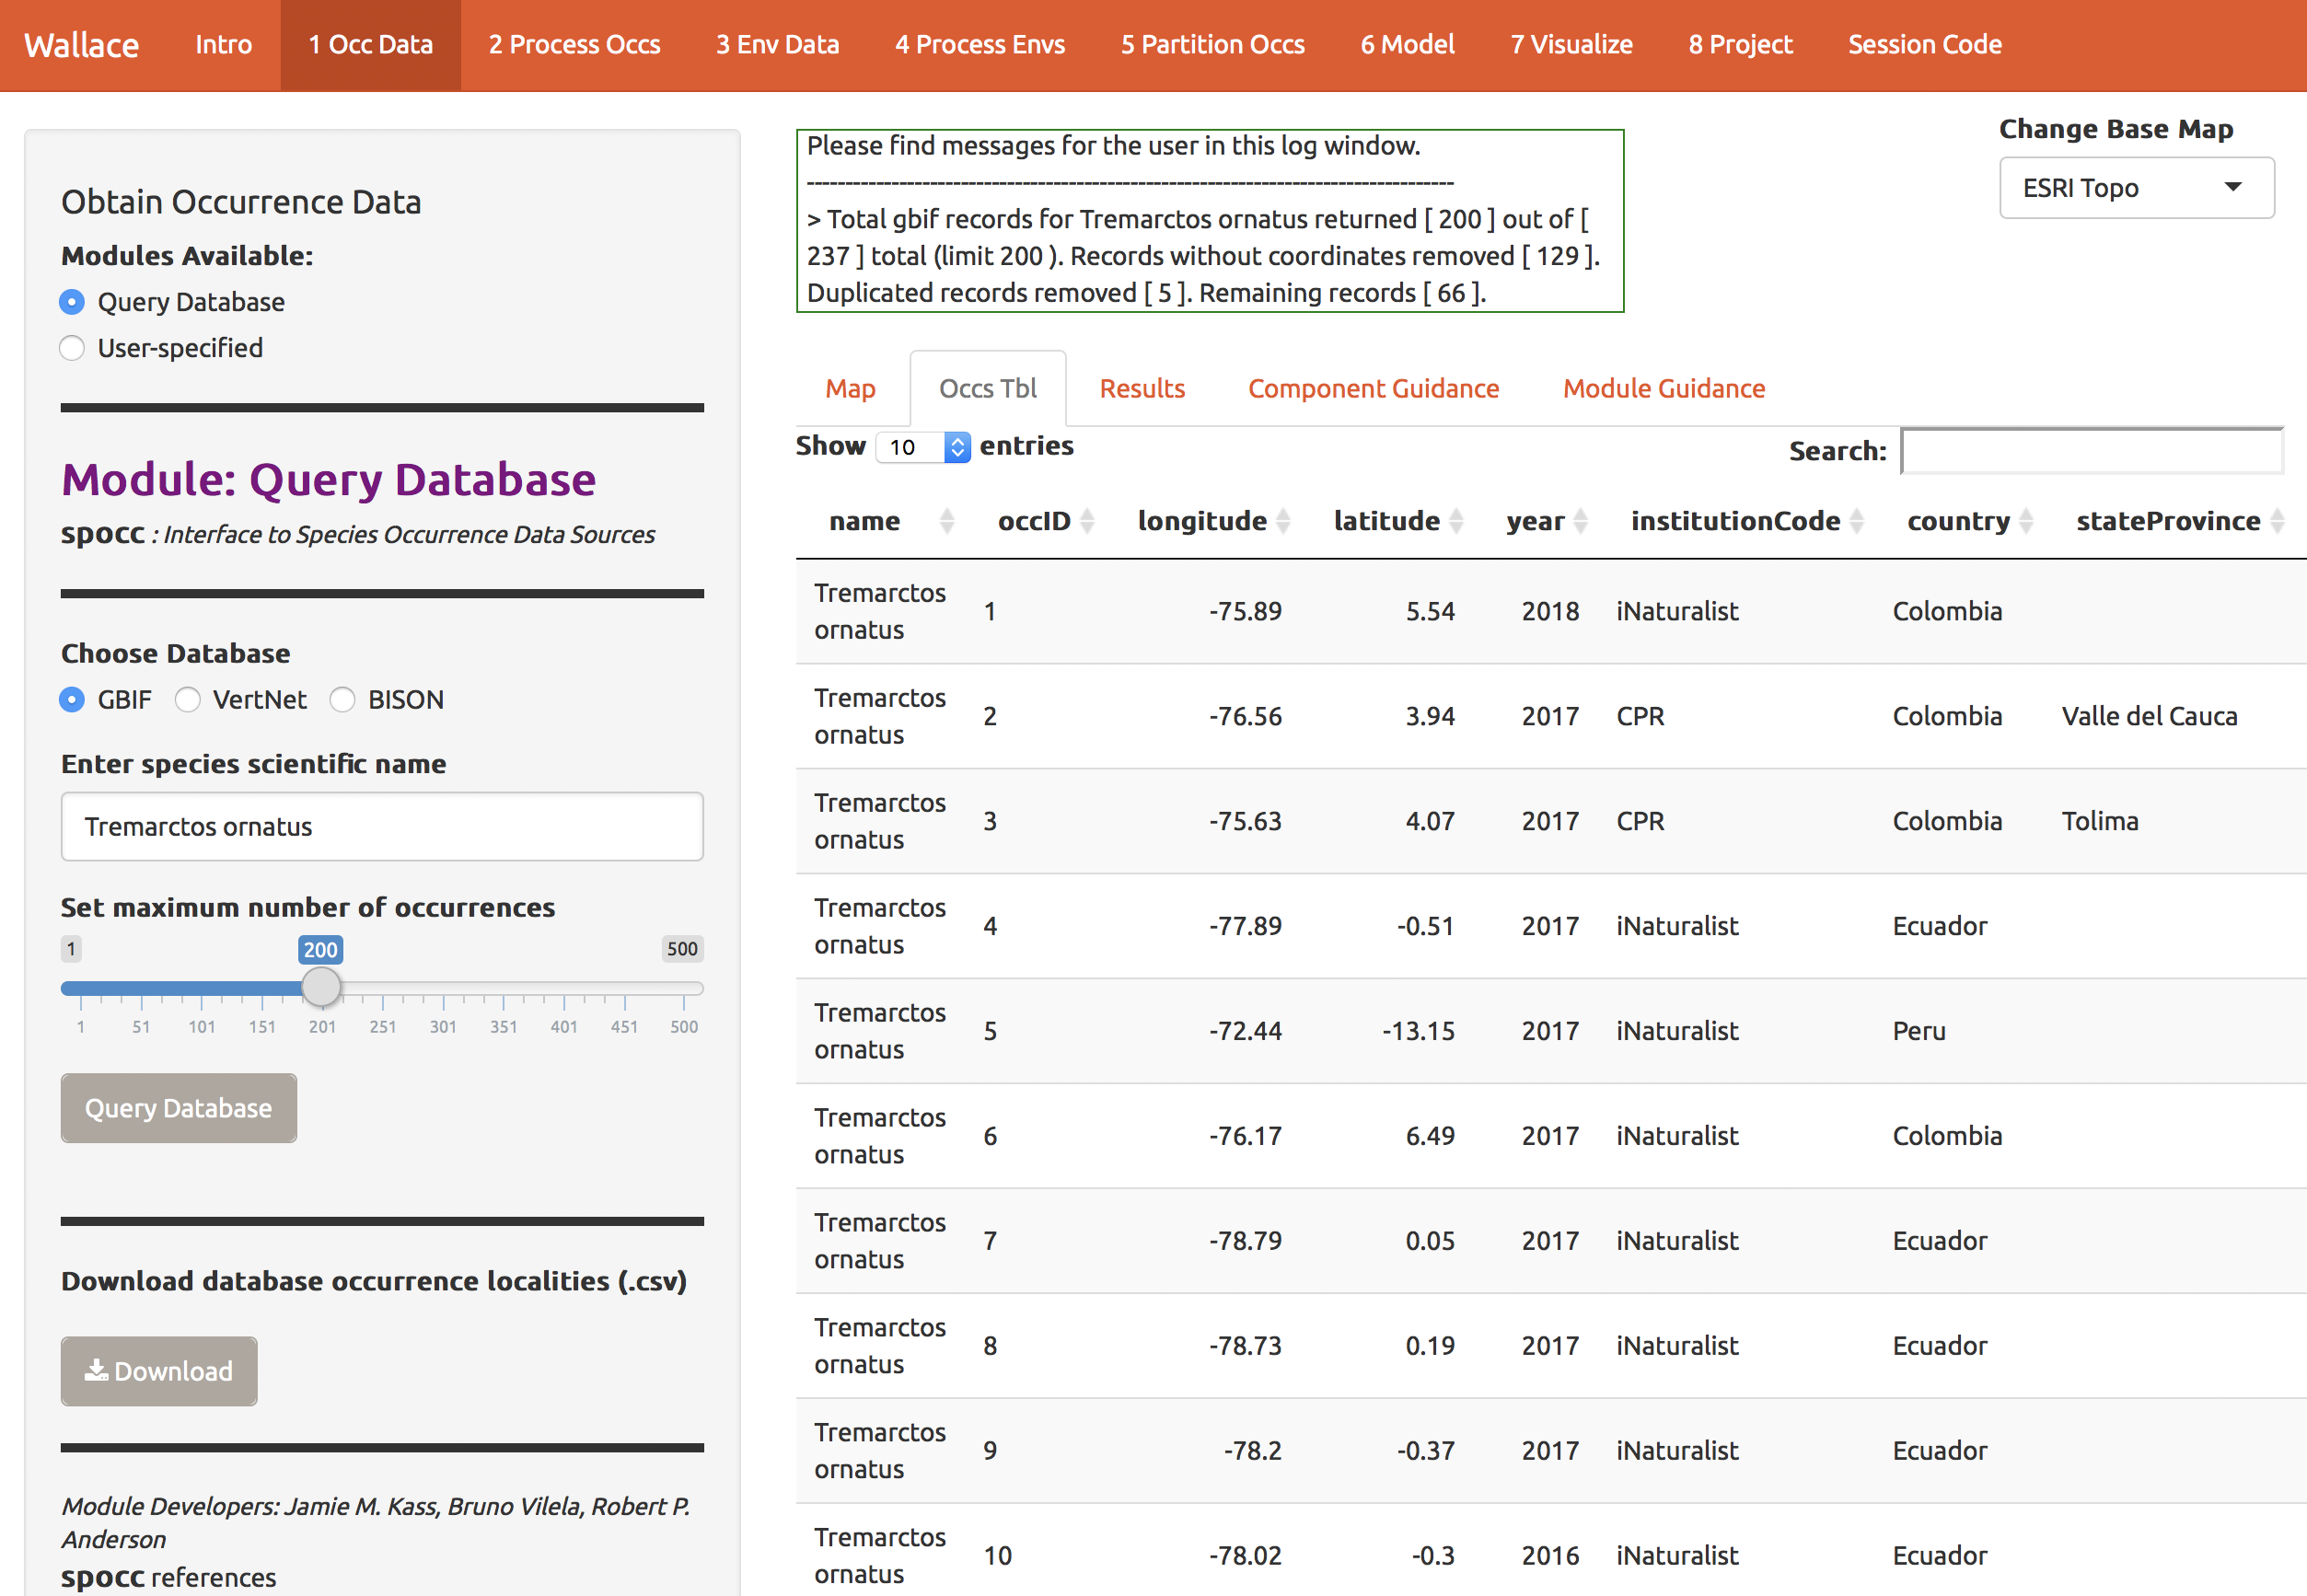 Wallace Intro 1 Occ Data 2 Process Occs 3 Env Data 4 Process Envs 5 Partition Occs 6 Model 7 Visualize 8 Project Session Code
Obtain Occurrence Data
Modules Available:
Query Database
User-specified
Module: Query Database
spocc : Interface to Species Occurrence Data Sources
Choose Database
GBIF VertNet BISON
Enter species scientific name
Tremarctos ornatus
Set maximum number of occurrences
1 200 500
1 51 101 151 201 251 301 351 401 451 500
Query Database
Download database occurrence localities (.csv)
Download
Module Developers: Jamie M. Kass, Bruno Vilela, Robert P.
Anderson
spocc references
Please find messages for the user in this log window.
--------------------------------------------------------------------------------------
> Total gbif records for Tremarctos ornatus returned [ 200 ] out of [
237 ] total (limit 200 ). Records without coordinates removed [ 129 ].
Duplicated records removed [ 5 ]. Remaining records [ 66 ].
Change Base Map
ESRI Topo
Map Occs Tbl Results Component Guidance Module Guidance
Show 10 entries Search:
name occID longitude latitude year institutionCode country stateProvince
Tremarctos
ornatus 1 -75.89 5.54 2018 iNaturalist Colombia
Tremarctos
ornatus 2 -76.56 3.94 2017 CPR Colombia Valle del Cauca
Tremarctos
ornatus 3 -75.63 4.07 2017 CPR Colombia Tolima
Tremarctos
ornatus 4 -77.89 -0.51 2017 iNaturalist Ecuador
Tremarctos
ornatus 5 -72.44 -13.15 2017 iNaturalist Peru
Tremarctos
ornatus 6 -76.17 6.49 2017 iNaturalist Colombia
Tremarctos
ornatus 7 -78.79 0.05 2017 iNaturalist Ecuador
Tremarctos
ornatus 8 -78.73 0.19 2017 iNaturalist Ecuador
Tremarctos
ornatus 9 -78.2 -0.37 2017 iNaturalist Ecuador
Tremarctos
ornatus 10 -78.02 -0.3 2016 iNaturalist Ecuador